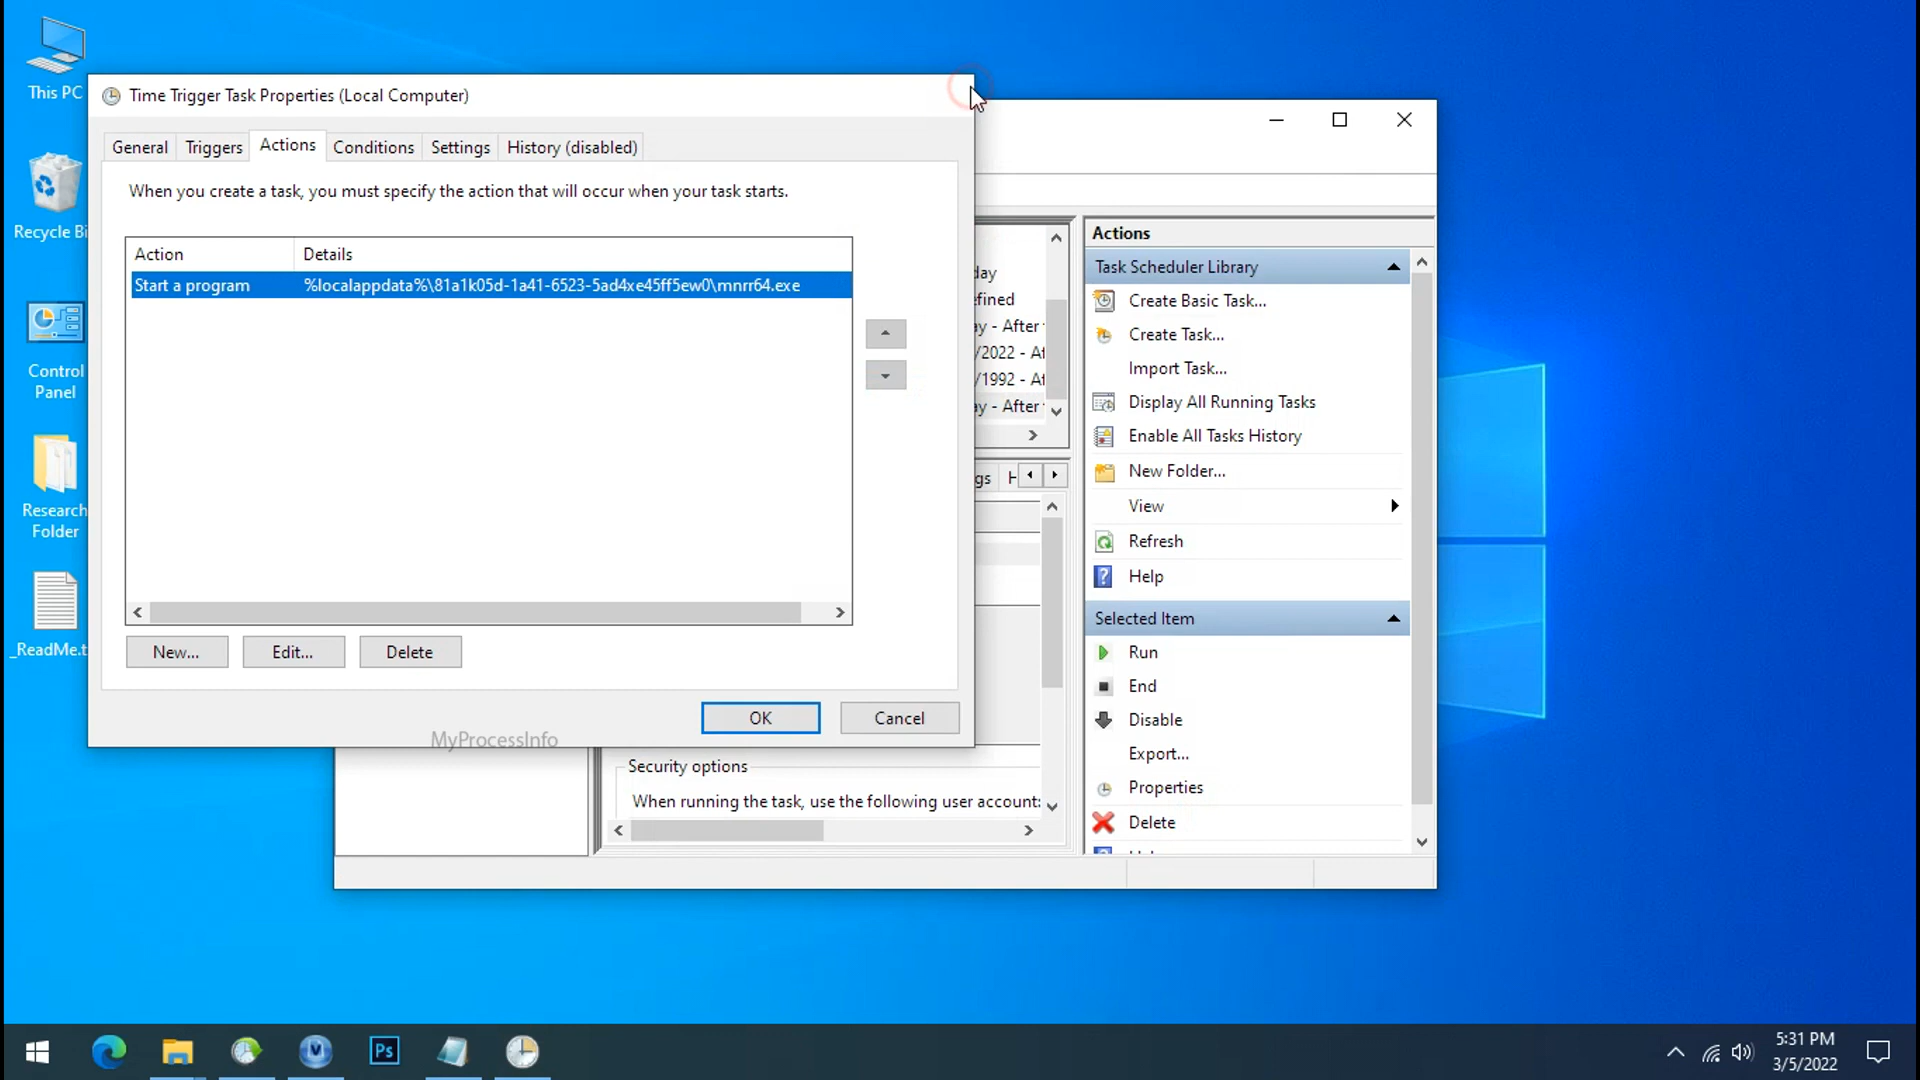 This PC
Recycle Bi
Control
Panel
Research
Folder
_ReadMe.t
Time Trigger Task Properties (Local Computer)
General
Triggers
Actions
Conditions
Settings
History (disabled)
When you create a task, you must specify the action that will occur when your task starts.
Action
Details
Start a program
%localappdata%\81a1k05d-1a41-6523-5ad4xe45ff5ew0\mnrr64.exe
New...
Edit...
Delete
OK
Cancel
MyProcessInfo
day
efined
ay - After
/2022 - At
/1992 - At
ay - After
gs
Security options
When running the task, use the following user account:
Actions
Task Scheduler Library
Create Basic Task...
Create Task...
Import Task...
Display All Running Tasks
Enable All Tasks History
New Folder...
View
Refresh
Help
Selected Item
Run
End
Disable
Export...
Properties
Delete
Ps
5:31 PM
3/5/2022